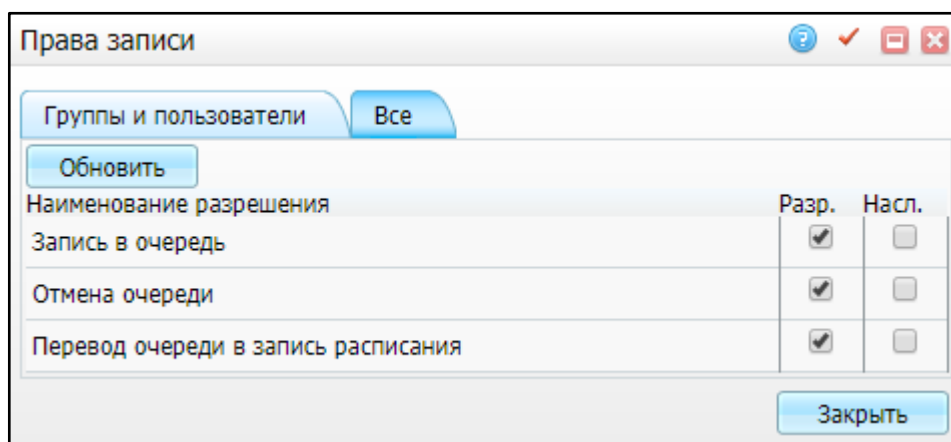 Права записи
Группы и пользователи Все
Обновить
Наименование разрешения Разр. Насл.
Запись в очередь
Отмена очереди
Перевод очереди в запись расписания
Закрыть